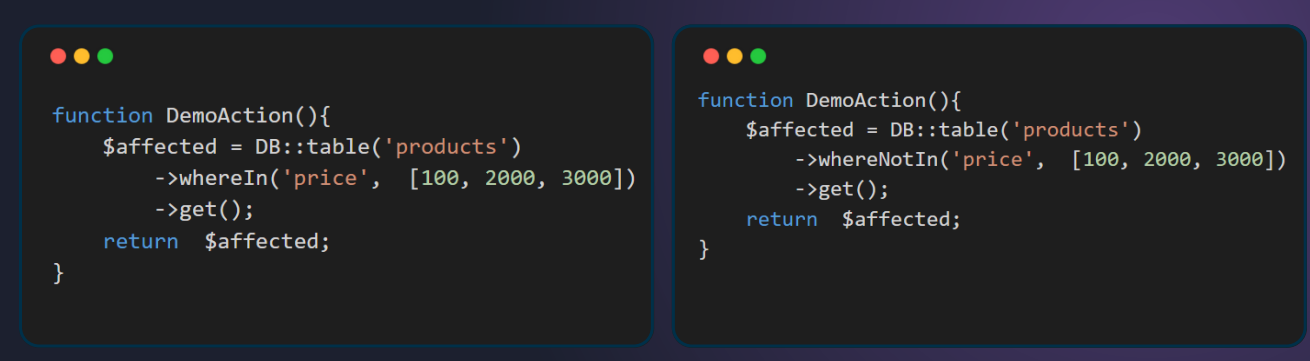 function DemoAction(){
    $affected = DB::table('products')
        ->whereIn('price',  [100, 2000, 3000])
        ->get();
    return  $affected;
}
function DemoAction(){
    $affected = DB::table('products')
        ->whereNotIn('price',  [100, 2000, 3000])
        ->get();
    return  $affected;
}